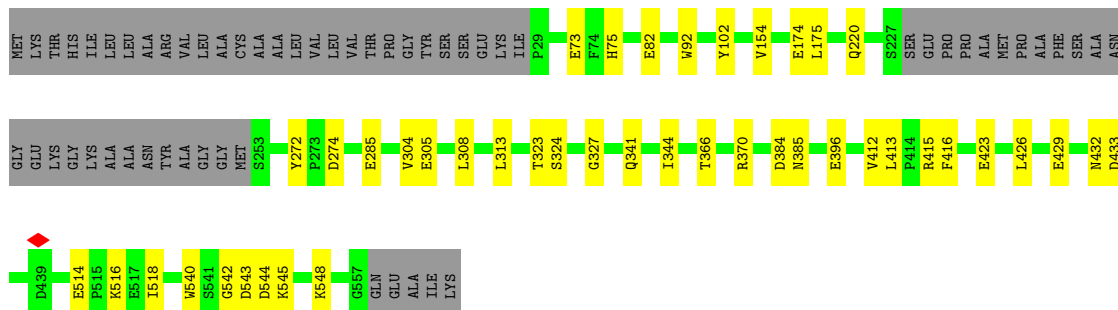 MET LYS THR HIS ILE LEU LEU ALA ARG VAL LEU ALA CYS ALA ALA LEU VAL LEU VAL THR PRO GLY TYR SER SER GLU LYS ILE P29 E73 F74 H75 E82 W92 Y102 V154 E174 L175 Q220 S227 SER GLU PRO PRO ALA MET PRO ALA PHE SER ALA ASN
GLY GLU LYS GLY LYS ALA ALA ASN TYR ALA GLY GLY MET S253 Y272 P273 D274 E285 V304 E305 L308 L313 T323 S324 G327 Q341 I344 T366 R370 D384 N385 E396 V412 L413 P414 R415 F416 E423 L426 E429 N432 D433
D439 E514 P515 K516 E517 I518 W540 S541 G542 D543 D544 K545 K548 G557 GLN GLU ALA ILE LYS